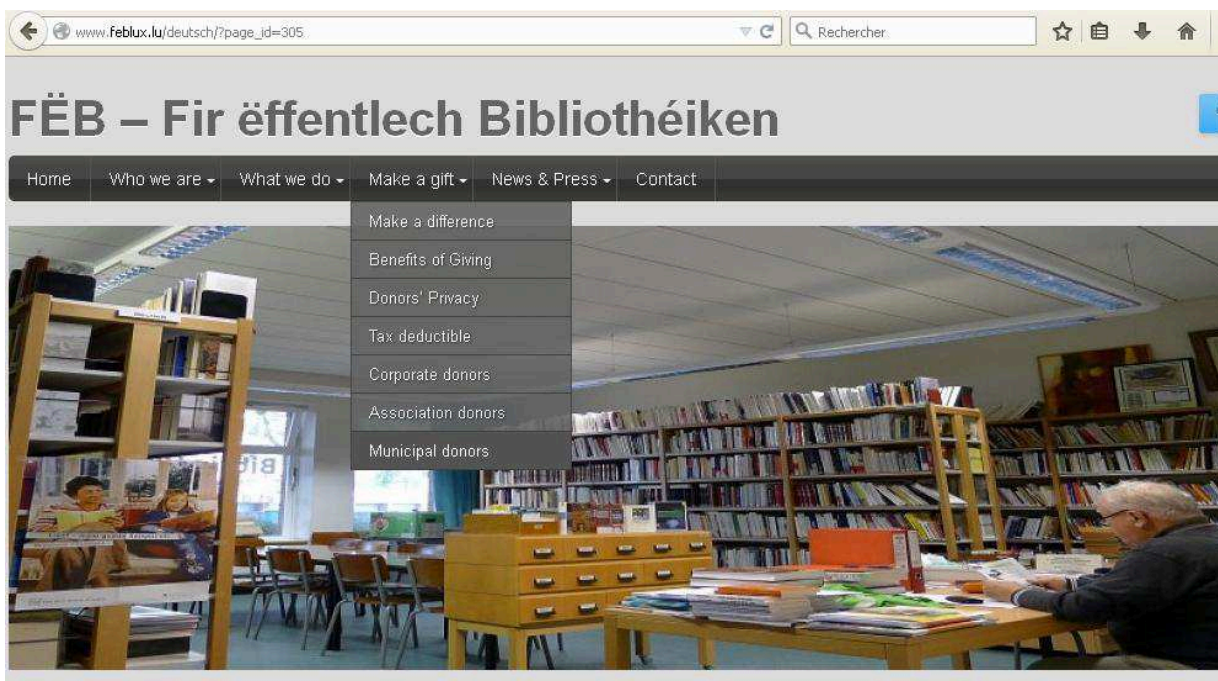 www.feblux.lu/deutsch/?page_id=305
Rechercher
FËB – Fir ëffentlech Bibliothéiken
Home Who we are What we do Make a gift News & Press Contact
Make a difference
Benefits of Giving
Donors' Privacy
Tax deductible
Corporate donors
Association donors
Municipal donors